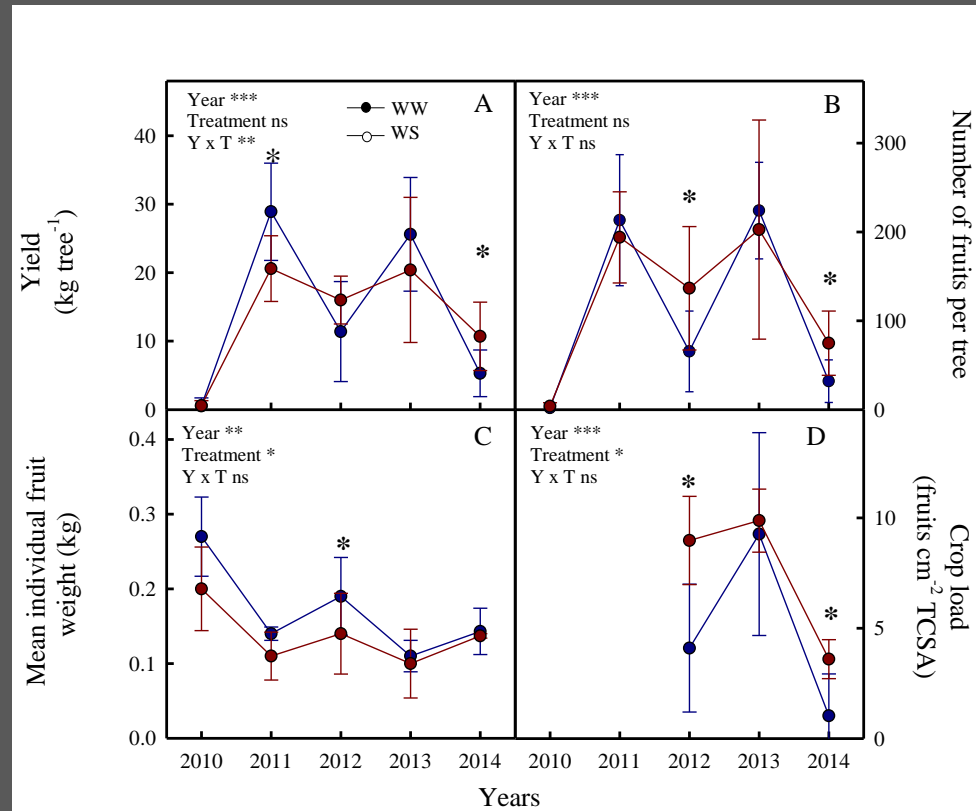 Year ***
Treatment ns
Y x T **
WW
WS
A
*
*
Yield
(kg tree⁻¹)
40
30
20
10
0
Year ***
Treatment ns
Y x T ns
B
*
*
300
200
100
0
Number of fruits
per tree
Year **
Treatment *
Y x T ns
C
*
Mean individual fruit
weight (kg)
0.4
0.3
0.2
0.1
0.0
2010 2011 2012 2013 2014
Year ***
Treatment *
Y x T ns
D
*
*
10
5
0
Crop load
(fruits cm⁻² TCSA)
2010 2011 2012 2013 2014
Years